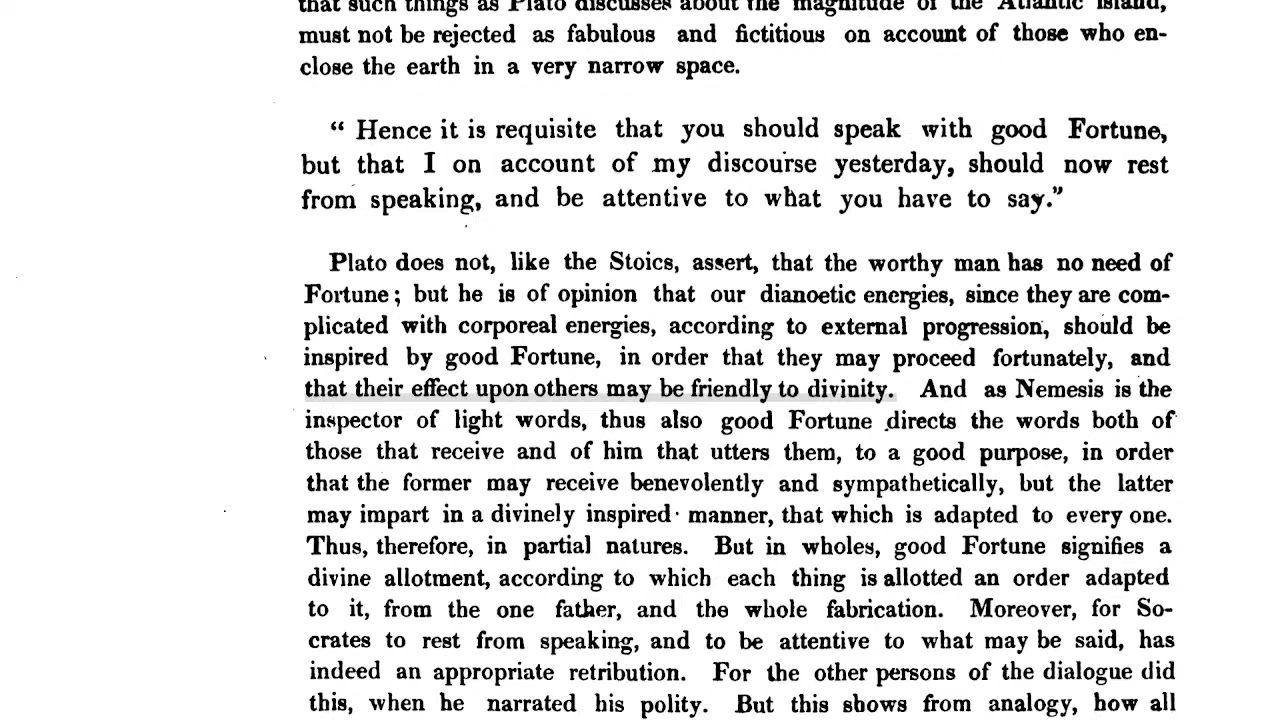 that such things as Plato discusses about the magnitude of the Atlantic island,
must not be rejected as fabulous and fictitious on account of those who en-
close the earth in a very narrow space.
“ Hence it is requisite that you should speak with good Fortune,
but that I on account of my discourse yesterday, should now rest
from speaking, and be attentive to what you have to say.”
Plato does not, like the Stoics, assert, that the worthy man has no need of
Fortune; but he is of opinion that our dianoetic energies, since they are com-
plicated with corporeal energies, according to external progression, should be
inspired by good Fortune, in order that they may proceed fortunately, and
that their effect upon others may be friendly to divinity. And as Nemesis is the
inspector of light words, thus also good Fortune directs the words both of
those that receive and of him that utters them, to a good purpose, in order
that the former may receive benevolently and sympathetically, but the latter
may impart in a divinely inspired manner, that which is adapted to every one.
Thus, therefore, in partial natures. But in wholes, good Fortune signifies a
divine allotment, according to which each thing is allotted an order adapted
to it, from the one father, and the whole fabrication. Moreover, for So-
crates to rest from speaking, and to be attentive to what may be said, has
indeed an appropriate retribution. For the other persons of the dialogue did
this, when he narrated his polity. But this shows from analogy, how all